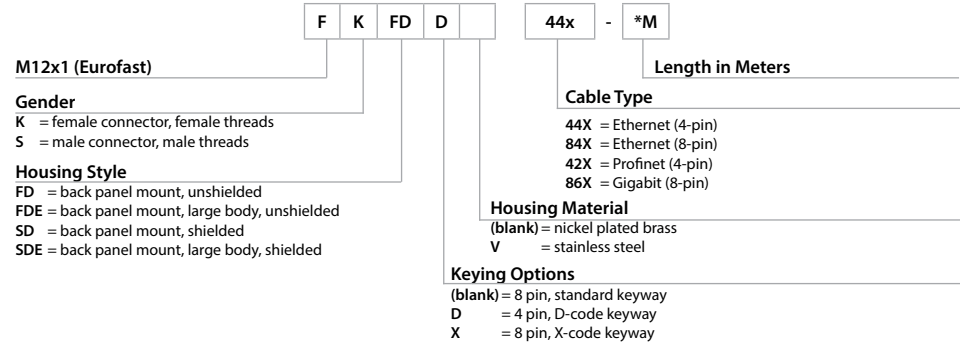 F K FD D 44x - *M
M12x1 (Eurofast)
Length in Meters
Gender
K = female connector, female threads
S = male connector, male threads
Cable Type
44X = Ethernet (4-pin)
84X = Ethernet (8-pin)
42X = Profinet (4-pin)
86X = Gigabit (8-pin)
Housing Style
FD = back panel mount, unshielded
FDE = back panel mount, large body, unshielded
SD = back panel mount, shielded
SDE = back panel mount, large body, shielded
Housing Material
(blank) = nickel plated brass
V = stainless steel
Keying Options
(blank) = 8 pin, standard keyway
D = 4 pin, D-code keyway
X = 8 pin, X-code keyway